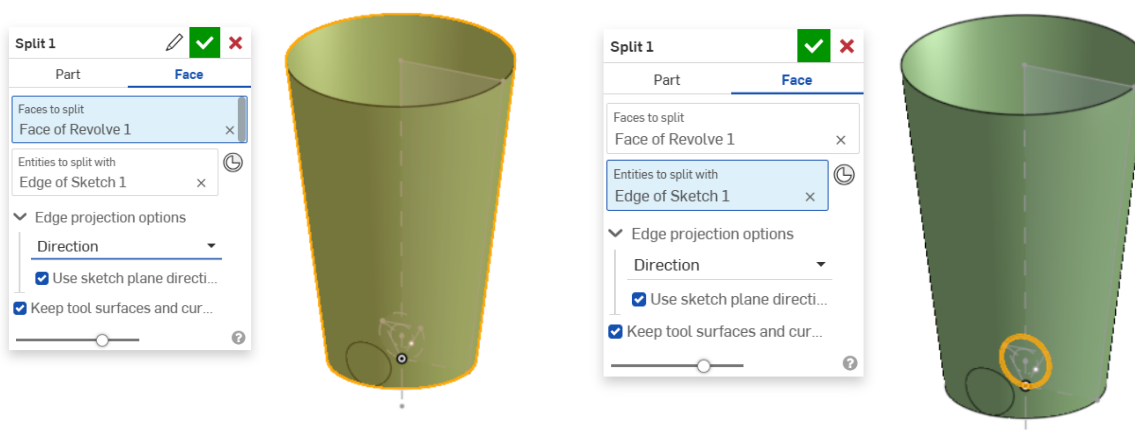 Split 1
Part Face
Faces to split
Face of Revolve 1
Entities to split with
Edge of Sketch 1
Edge projection options
Direction
Use sketch plane directi...
Keep tool surfaces and cur...
Split 1
Part Face
Faces to split
Face of Revolve 1
Entities to split with
Edge of Sketch 1
Edge projection options
Direction
Use sketch plane directi...
Keep tool surfaces and cur...